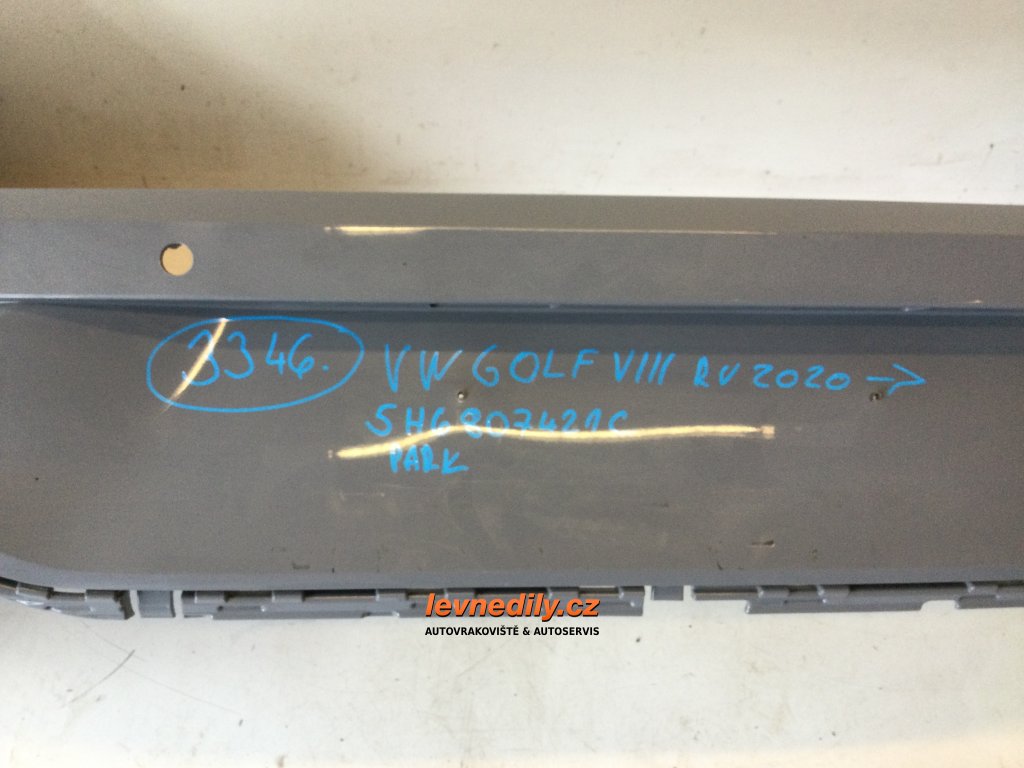 3346. VW GOLF VIII RV 2020 →
5H6807421C
PARK
levnedily.cz
AUTOVRAKOVIŠTĚ & AUTOSERVIS